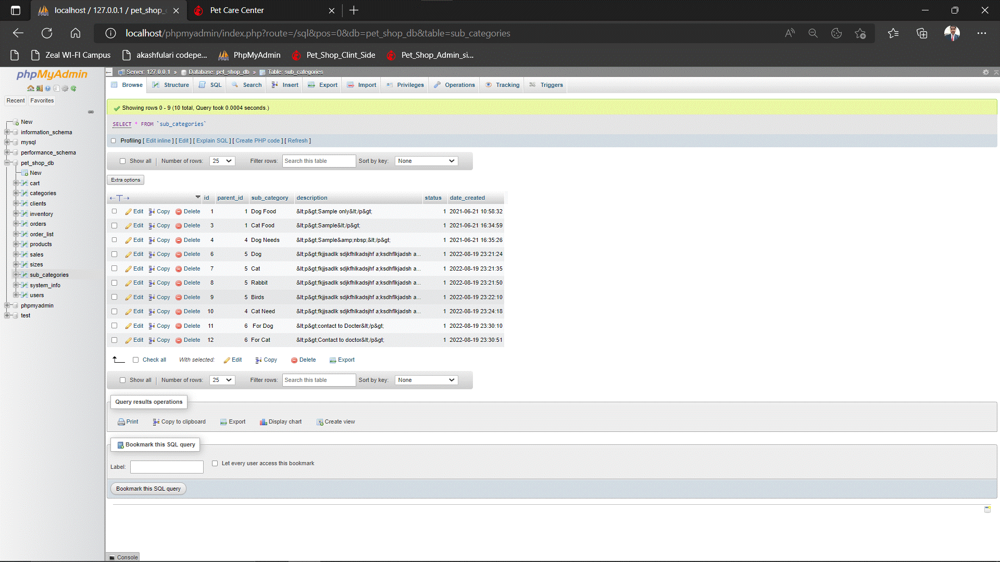 localhost / 127.0.0.1 / pet_shop_
Pet Care Center
localhost/phpmyadmin/index.php?route=/sql&pos=0&db=pet_shop_db&table=sub_categories
Zeal WI-FI Campus
akashfulari codepe...
PhpMyAdmin
Pet_Shop_Clint_Side
Pet_Shop_Admin_si...
phpMyAdmin
Recent Favorites
New
information_schema
mysql
performance_schema
pet_shop_db
New
cart
categories
clients
inventory
orders
order_list
products
sales
sizes
sub_categories
system_info
users
phpmyadmin
test
Server: 127.0.0.1 » Database: pet_shop_db » Table: sub_categories
Browse Structure SQL Search Insert Export Import Privileges Operations Tracking Triggers
Showing rows 0 - 9 (10 total, Query took 0.0004 seconds.)
SELECT * FROM `sub_categories`
Profiling [ Edit inline ] [ Edit ] [ Explain SQL ] [ Create PHP code ] [ Refresh ]
Show all Number of rows: 25 Filter rows: Search this table Sort by key: None
Extra options
id parent_id sub_category description status date_created
Edit Copy Delete 1 1 Dog Food &lt;p&gt;Sample only&lt;/p&gt; 1 2021-06-21 10:58:32
Edit Copy Delete 3 1 Cat Food &lt;p&gt;Sample&lt;/p&gt; 1 2021-06-21 16:34:59
Edit Copy Delete 4 4 Dog Needs &lt;p&gt;Sample&amp;nbsp;&lt;/p&gt; 1 2021-06-21 16:35:26
Edit Copy Delete 6 5 Dog &lt;p&gt;fkjjsadlk sdjkfhlkadsjhf a;ksdhflkjadsh a... 1 2022-08-19 23:21:24
Edit Copy Delete 7 5 Cat &lt;p&gt;fkjjsadlk sdjkfhlkadsjhf a;ksdhflkjadsh a... 1 2022-08-19 23:21:35
Edit Copy Delete 8 5 Rabbit &lt;p&gt;fkjjsadlk sdjkfhlkadsjhf a;ksdhflkjadsh a... 1 2022-08-19 23:21:50
Edit Copy Delete 9 5 Birds &lt;p&gt;fkjjsadlk sdjkfhlkadsjhf a;ksdhflkjadsh a... 1 2022-08-19 23:22:10
Edit Copy Delete 10 4 Cat Need &lt;p&gt;fkjjsadlk sdjkfhlkadsjhf a;ksdhflkjadsh a... 1 2022-08-19 23:24:18
Edit Copy Delete 11 6 For Dog &lt;p&gt;contact to Docter&lt;/p&gt; 1 2022-08-19 23:30:10
Edit Copy Delete 12 6 For Cat &lt;p&gt;Contact to doctor&lt;/p&gt; 1 2022-08-19 23:30:51
Check all With selected: Edit Copy Delete Export
Show all Number of rows: 25 Filter rows: Search this table Sort by key: None
Query results operations
Print Copy to clipboard Export Display chart Create view
Bookmark this SQL query
Label: Let every user access this bookmark
Bookmark this SQL query
Console